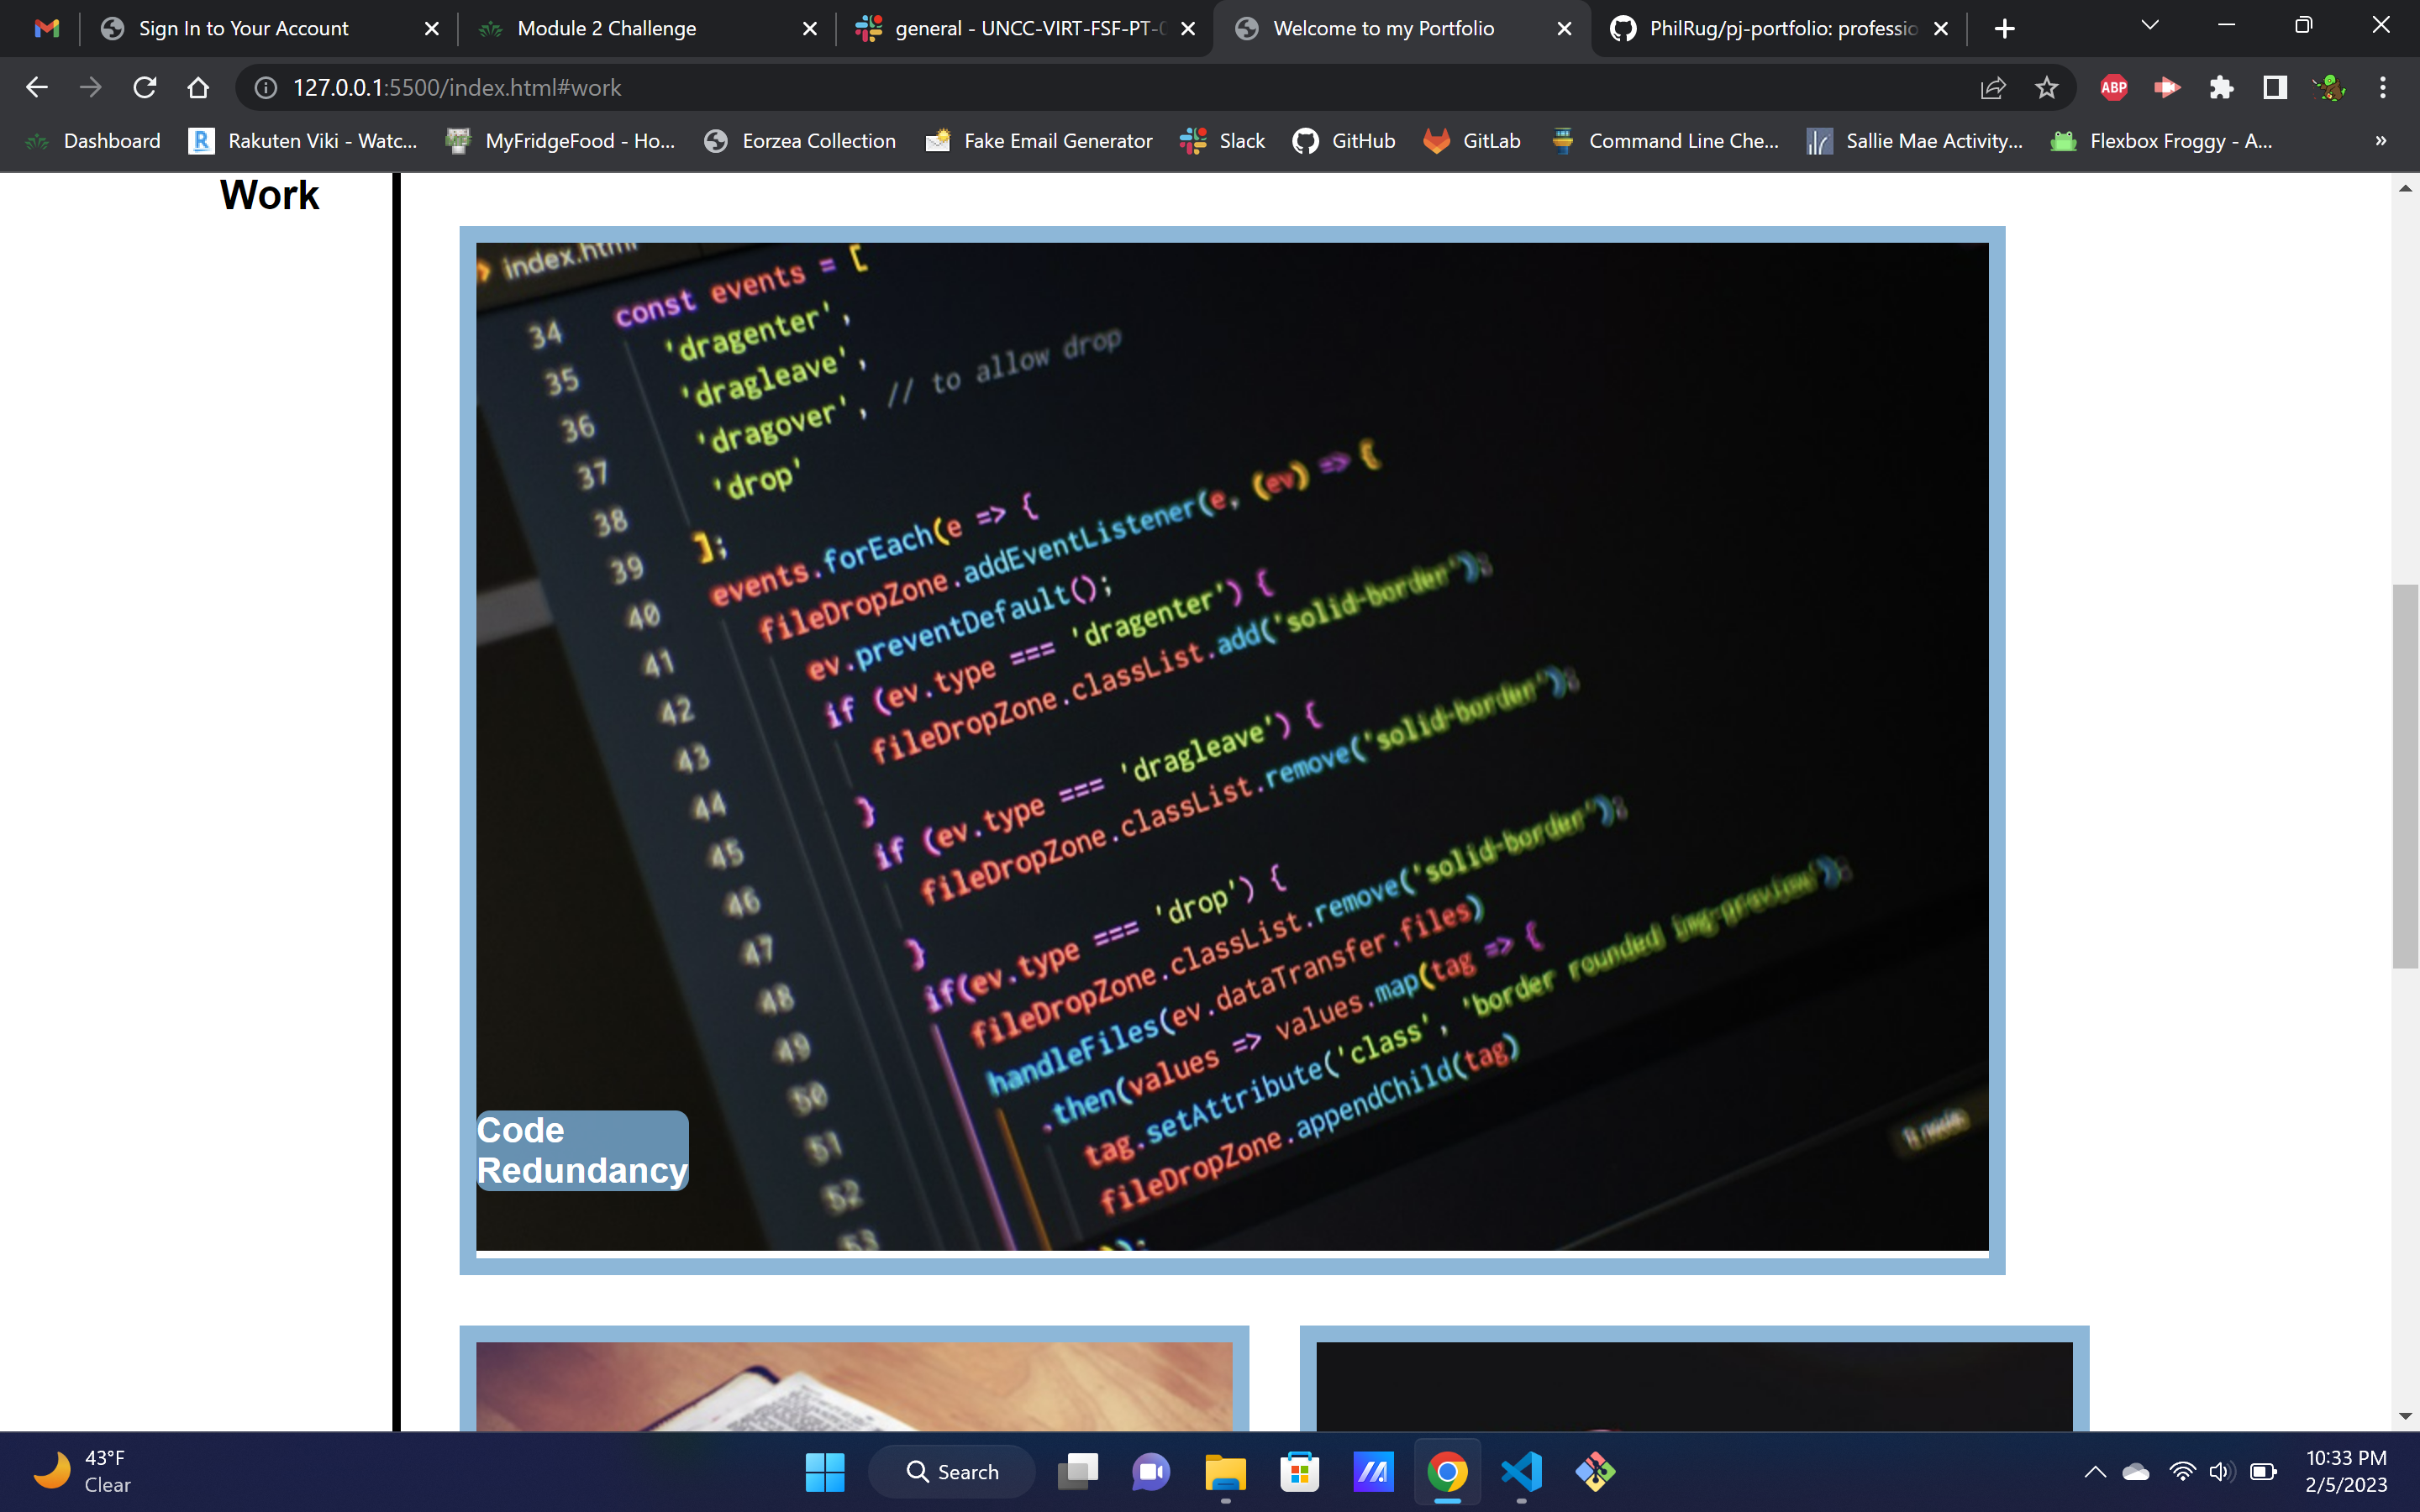 Sign In to Your Account
Module 2 Challenge
general - UNCC-VIRT-FSF-PT-
Welcome to my Portfolio
PhilRug/pj-portfolio: professio
127.0.0.1:5500/index.html#work
ABP
Dashboard
Rakuten Viki - Watc...
MyFridgeFood - Ho...
Eorzea Collection
Fake Email Generator
Slack
GitHub
GitLab
Command Line Che...
Sallie Mae Activity...
Flexbox Froggy - A...
»
Work
index.html
34 const events = [
35 'dragenter',
36 'dragleave',
37 'dragover', // to allow drop
38 'drop'
39 ];
40 events.forEach(e => {
41 fileDropZone.addEventListener(e, (ev) => {
42 ev.preventDefault();
43 if (ev.type === 'dragenter') {
44 fileDropZone.classList.add('solid-border');
45 }
46 if (ev.type === 'dragleave') {
47 fileDropZone.classList.remove('solid-border');
48 }
49 if(ev.type === 'drop') {
50 fileDropZone.classList.remove('solid-border');
51 handleFiles(ev.dataTransfer.files)
52 .then(values => values.map(tag => {
53 tag.setAttribute('class', 'border rounded img-preview');
fileDropZone.appendChild(tag)
}));
Code
Redundancy
43°F
Clear
Search
10:33 PM
2/5/2023